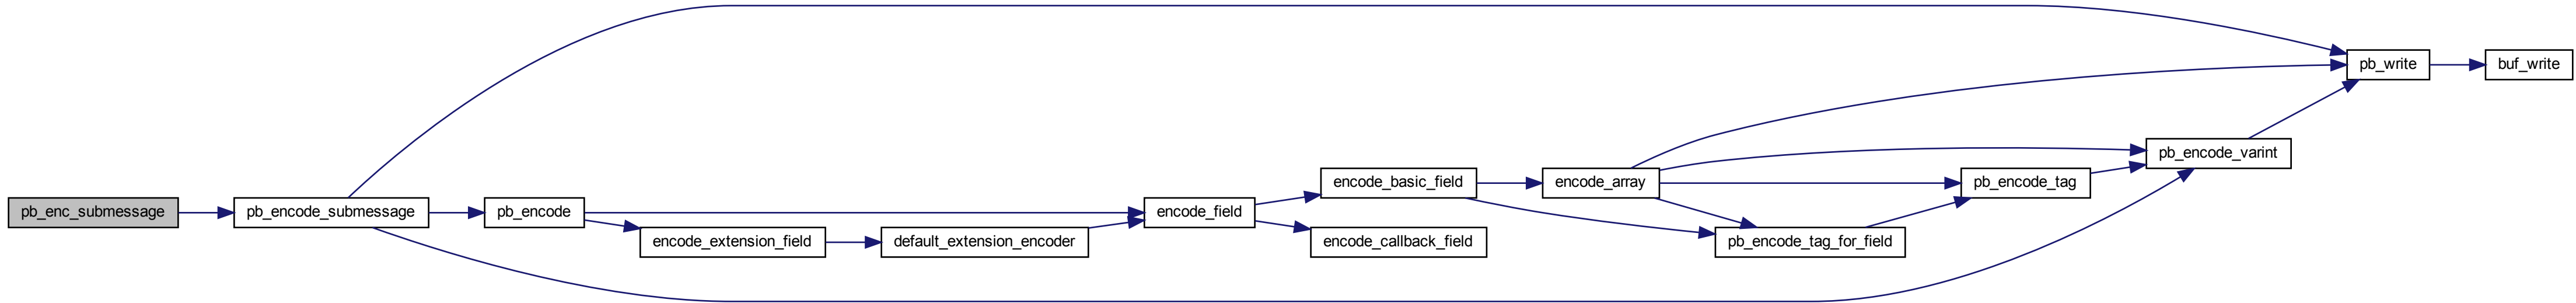 pb_enc_submessage
pb_encode_submessage
pb_encode
encode_extension_field
default_extension_encoder
encode_field
encode_basic_field
encode_callback_field
encode_array
pb_encode_tag_for_field
pb_encode_tag
pb_encode_varint
pb_write
buf_write